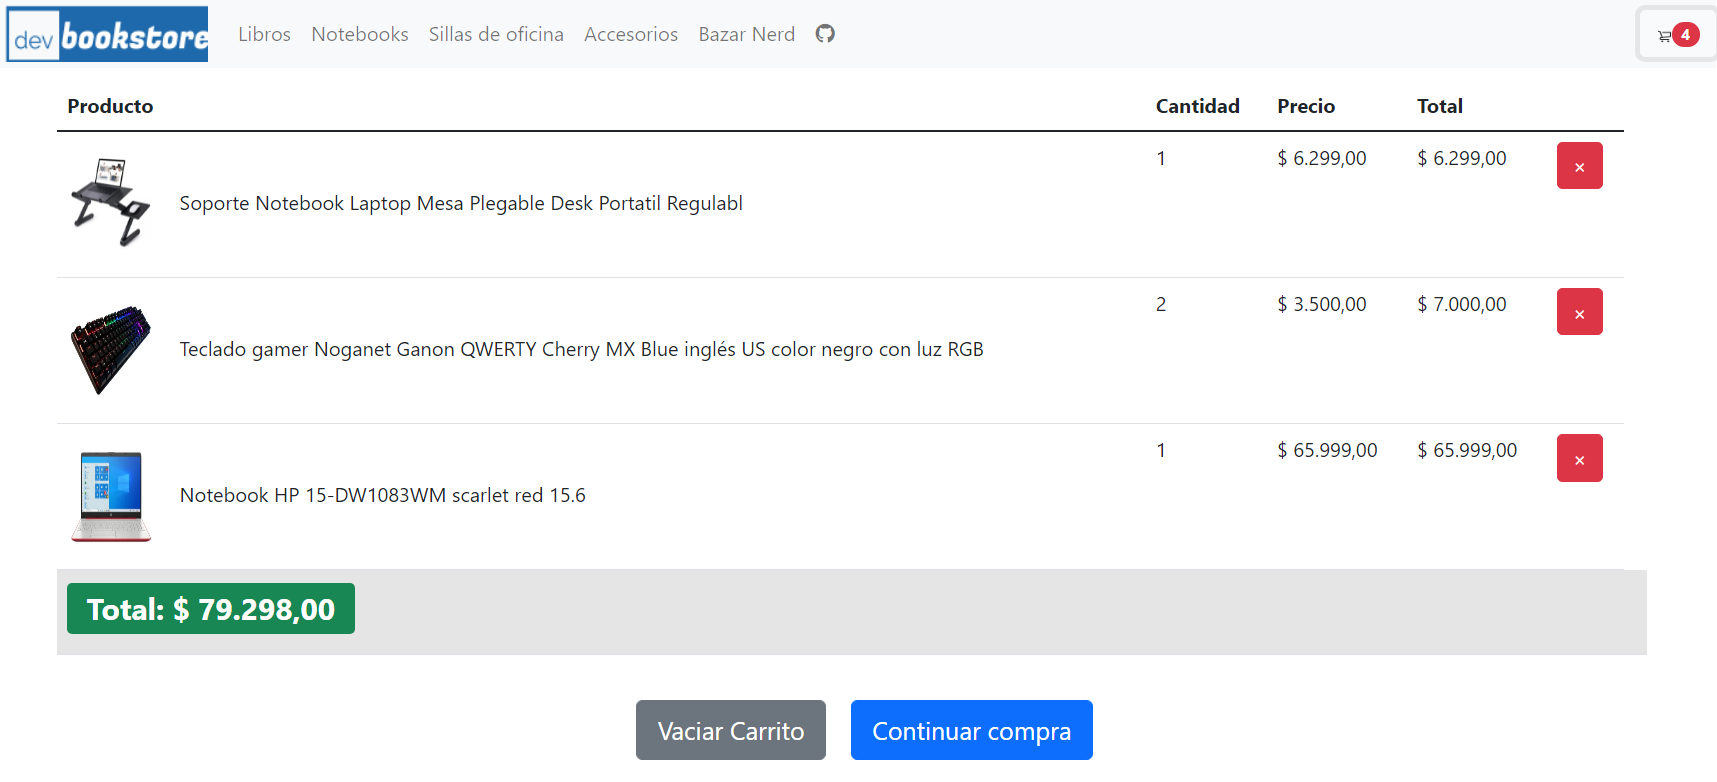 dev bookstore Libros Notebooks Sillas de oficina Accesorios Bazar Nerd 4
Producto Cantidad Precio Total
Soporte Notebook Laptop Mesa Plegable Desk Portatil Regulabl 1 $ 6.299,00 $ 6.299,00 ×
Teclado gamer Noganet Ganon QWERTY Cherry MX Blue inglés US color negro con luz RGB 2 $ 3.500,00 $ 7.000,00 ×
Notebook HP 15-DW1083WM scarlet red 15.6 1 $ 65.999,00 $ 65.999,00 ×
Total: $ 79.298,00
Vaciar Carrito Continuar compra